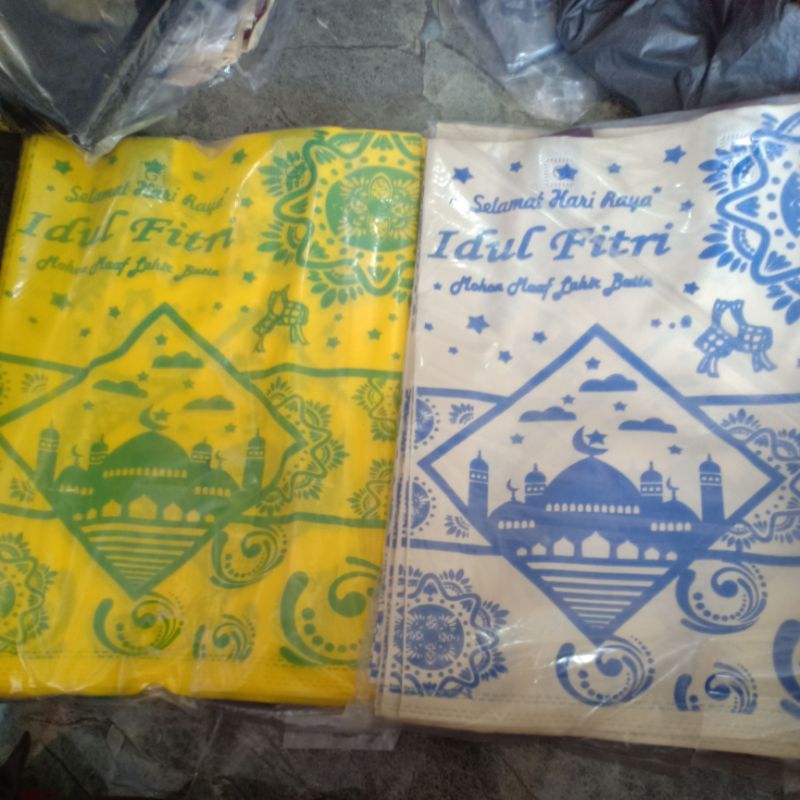 Selamat Hari Raya
Idul Fitri
Mohon Maaf Lahir Batin
Selamat Hari Raya
Idul Fitri
Mohon Maaf Lahir Batin